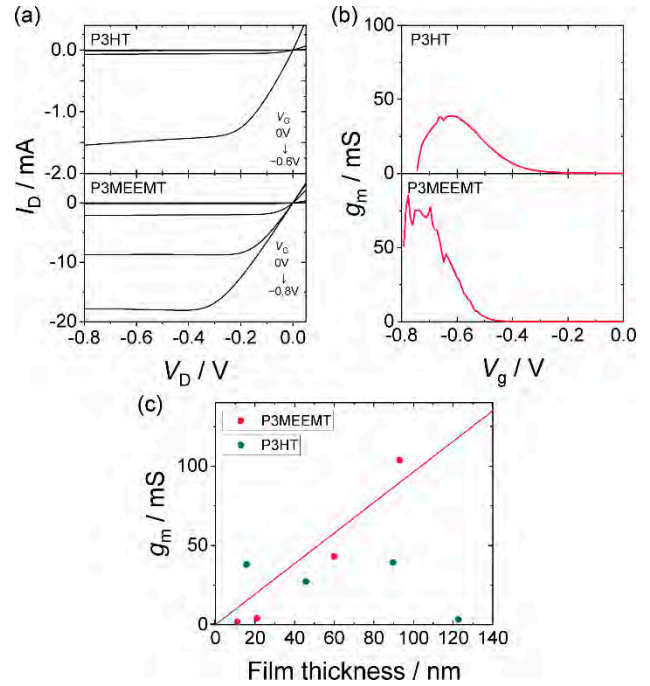 (a)
P3HT
0.0
-1.0
-2.0
V_G
0V
↓
−0.6V
P3MEEMT
0
-10
-20
V_G
0V
↓
−0.8V
I_D / mA
-0.8 -0.6 -0.4 -0.2 0.0
V_D / V
(b)
P3HT
50
0
P3MEEMT
50
0
g_m / mS
-0.8 -0.6 -0.4 -0.2 0.0
V_g / V
(c)
P3MEEMT
P3HT
100
50
0
g_m / mS
0 20 40 60 80 100 120 140
Film thickness / nm